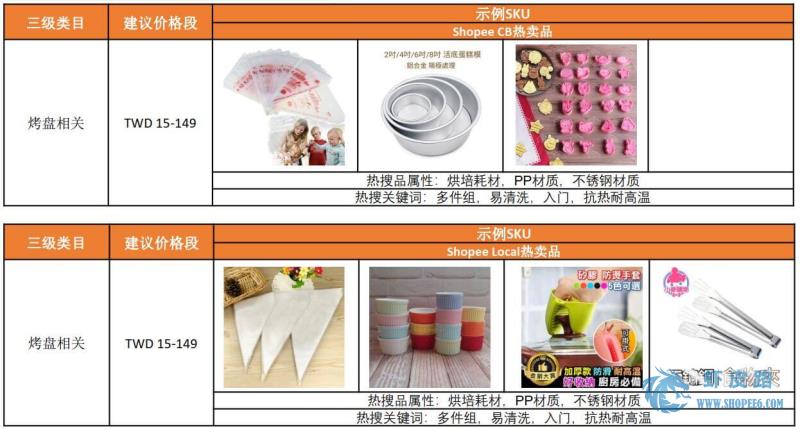 三级类目
建议价格段
示例SKU
Shopee CB热卖品
烤盘相关
TWD 15-149
2吋/4吋/6吋/8吋 活底蛋糕模
鋁合金 陽極處理
热搜品属性：烘培耗材，PP材质，不锈钢材质
热搜关键词：多件组，易清洗，入门，抗热耐高温
三级类目
建议价格段
示例SKU
Shopee Local热卖品
烤盘相关
TWD 15-149
矽膠 防燙手套
5色可選
可掛式
加厚款 防滑 耐高溫
好收納 廚房必備
热搜品属性：烘培耗材，PP材质，不锈钢材质
热搜关键词：多件组，易清洗，入门，抗热耐高温
虾皮路
WWW.SHOPEE6.COM